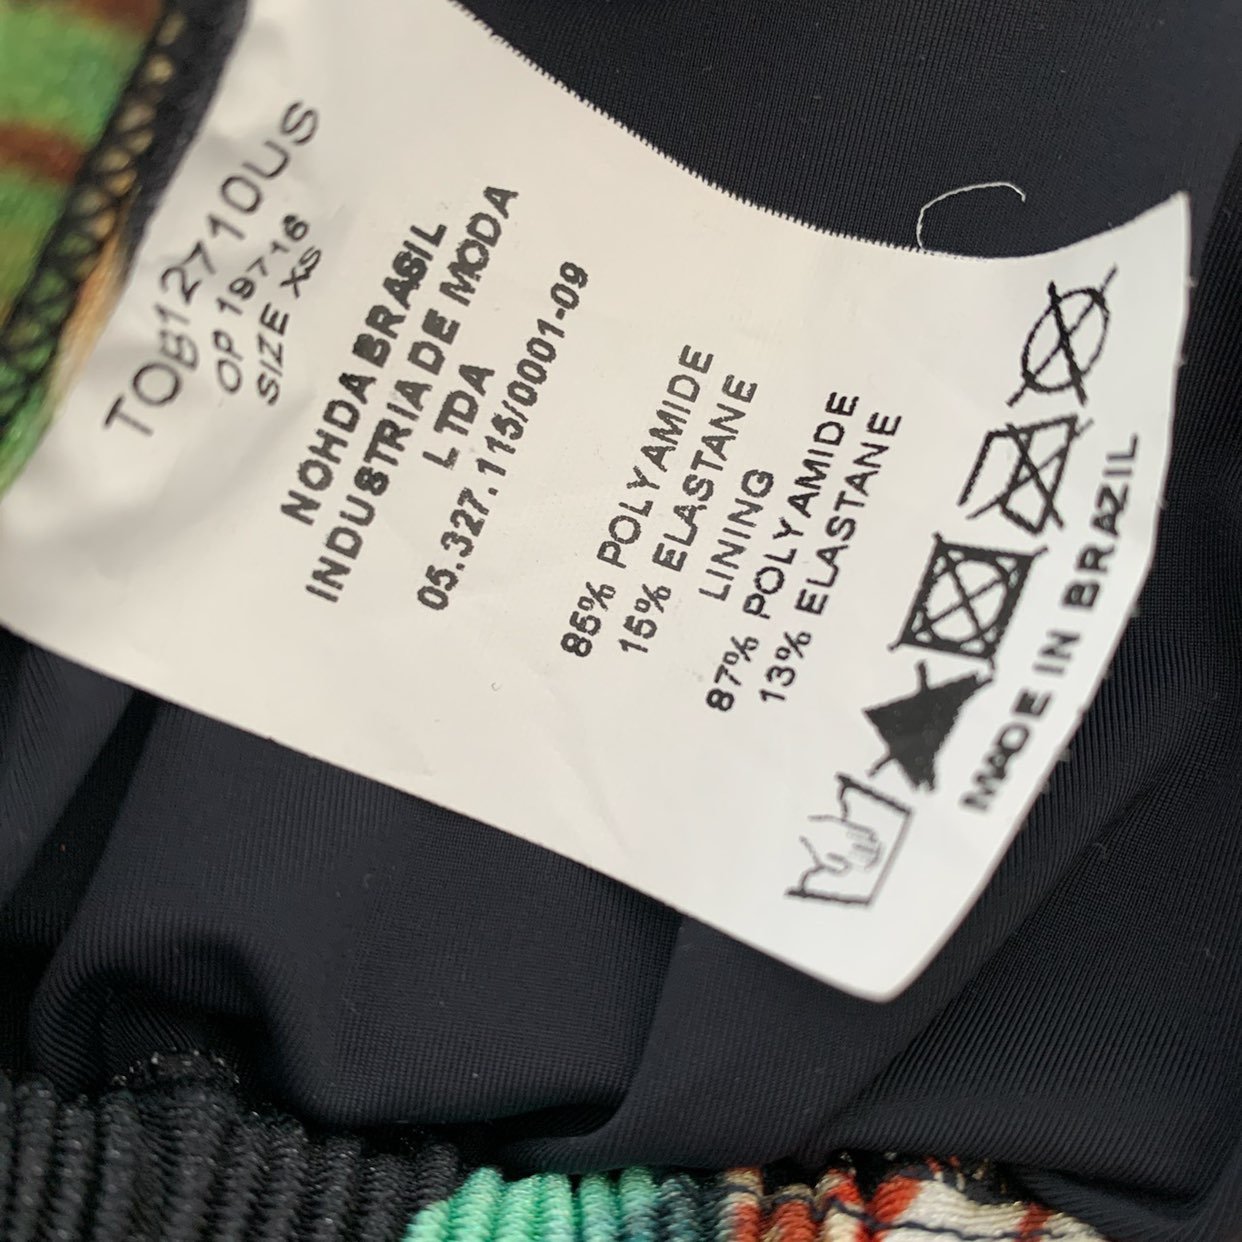 TOB12710US
OP 19716
SIZE XS
NOHDA BRASIL
INDUSTRIA DE MODA
LTDA
05.327.115/0001-09
85% POLYAMIDE
15% ELASTANE
LINING
87% POLYAMIDE
13% ELASTANE
MADE IN BRAZIL